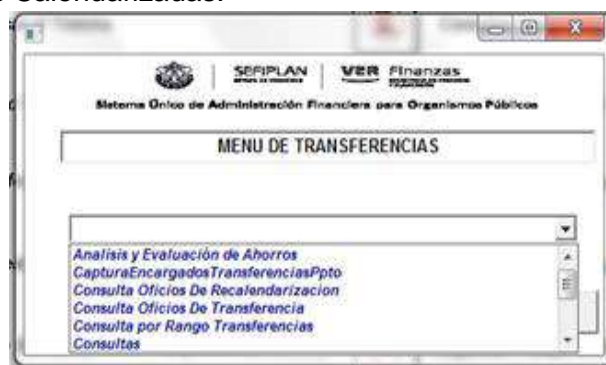 Calendarizadas.
SEFIPLAN VER Finanzas
Sistema Único de Administración Financiera para Organismos Públicos
MENU DE TRANSFERENCIAS
Analisis y Evaluación de Ahorros
CapturaEncargadosTransferenciasPpto
Consulta Oficios De Recalendarizacion
Consulta Oficios De Transferencia
Consulta por Rango Transferencias
Consultas